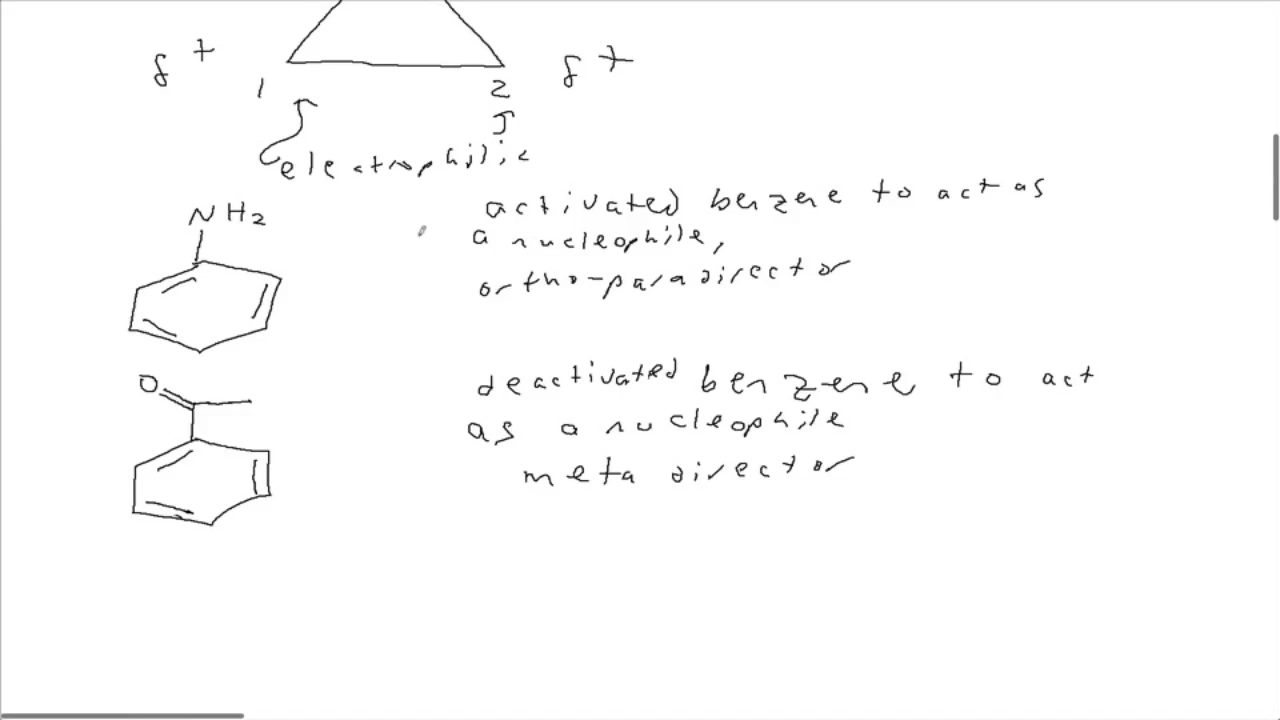 δ+ 1 2 δ+
electrophilic
NH2
activated benzene to act as
a nucleophile,
ortho-para director
O
deactivated benzene to act
as a nucleophile
meta director